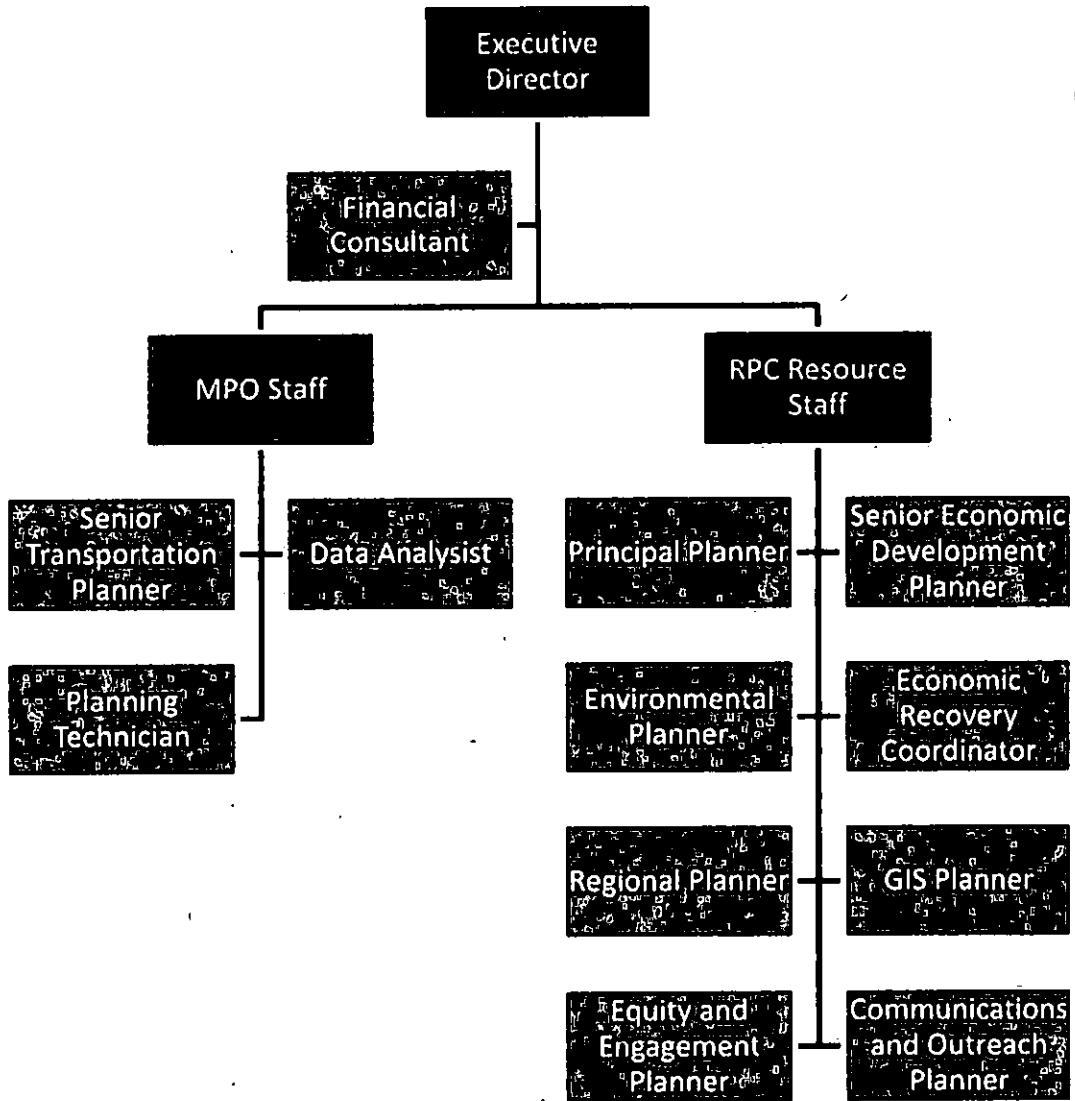 Executive
Director
Financial
Consultant
MPO Staff
RPC Resource
Staff
Senior
Transportation
Planner
Data Analysist
Principal Planner
Senior Economic
Development
Planner
Planning
Technician
Environmental
Planner
Economic
Recovery
Coordinator
Regional Planner
GIS Planner
Equity and
Engagement
Planner
Communications
and Outreach
Planner